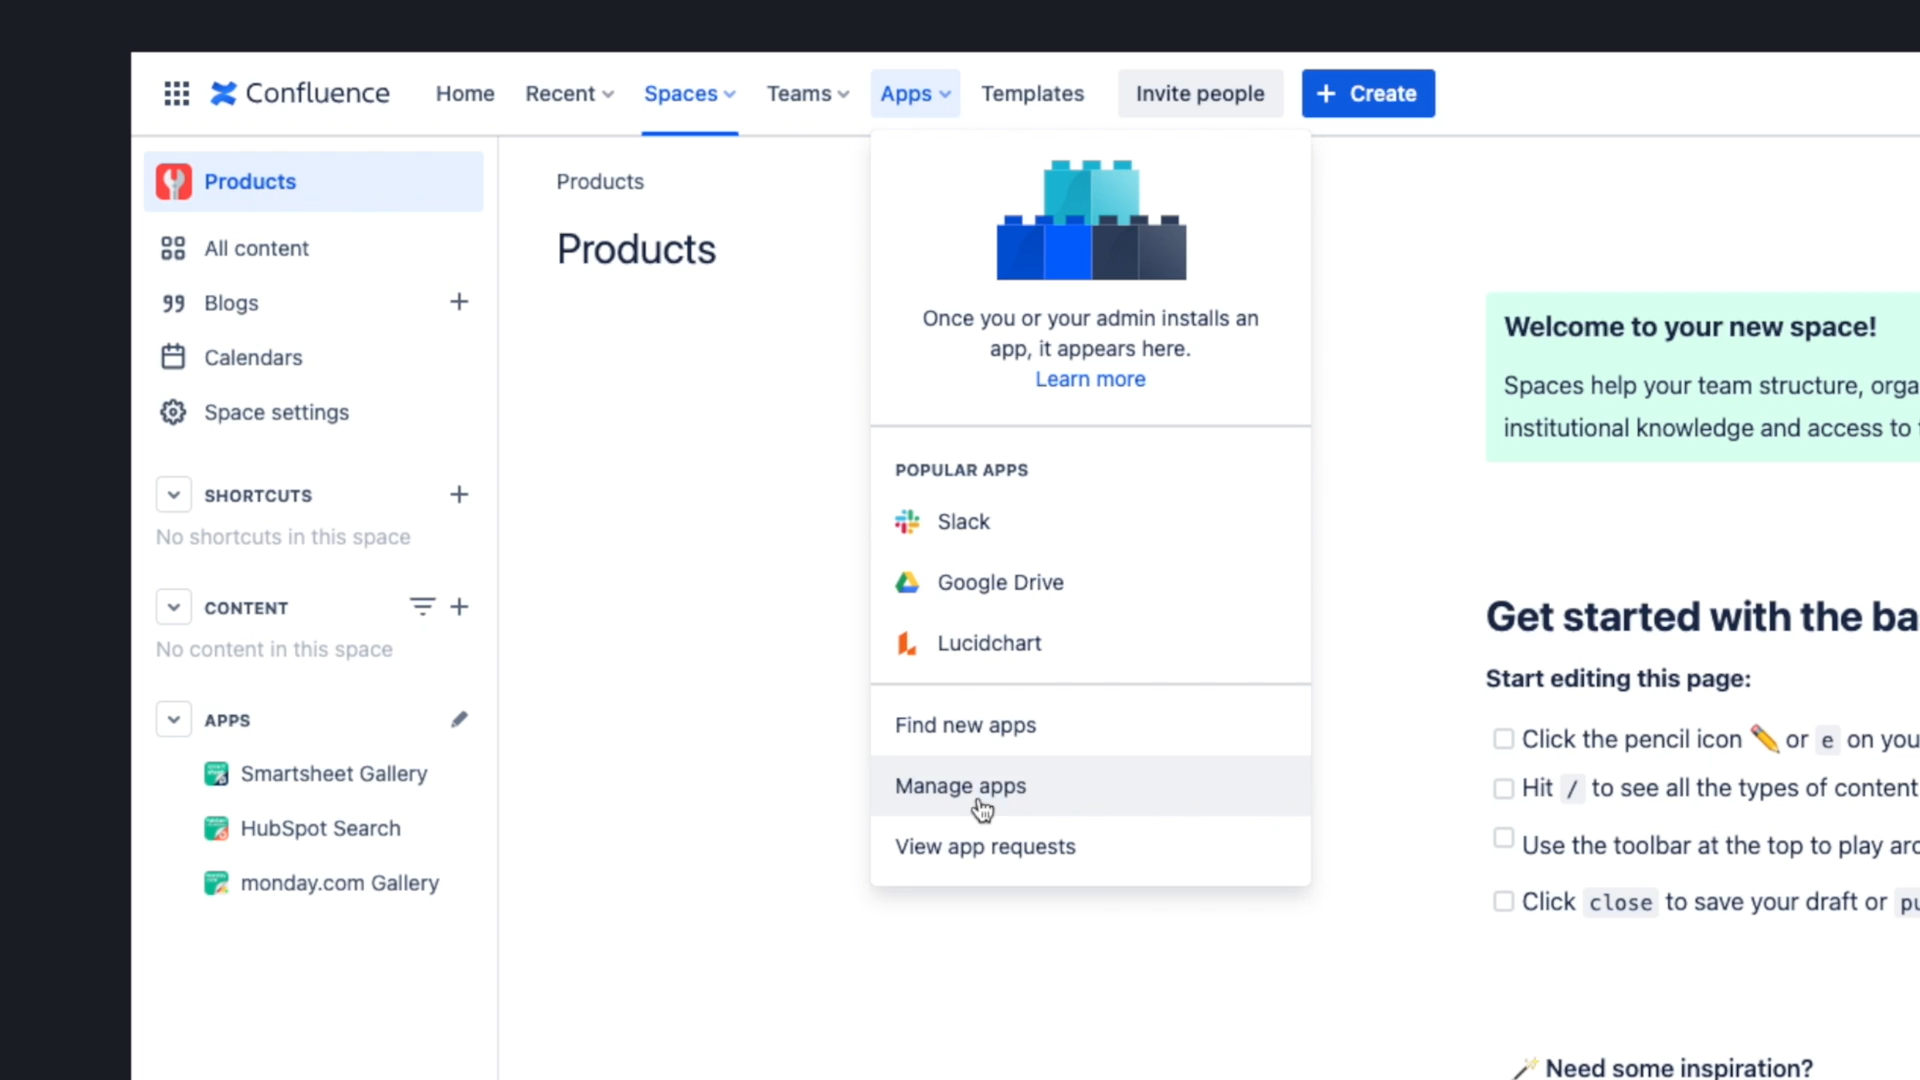 Confluence
Home
Recent
Spaces
Teams
Apps
Templates
Invite people
+ Create
Products
All content
Blogs
Calendars
Space settings
SHORTCUTS
No shortcuts in this space
CONTENT
No content in this space
APPS
Smartsheet Gallery
HubSpot Search
monday.com Gallery
Products
Products
Once you or your admin installs an
app, it appears here.
Learn more
POPULAR APPS
Slack
Google Drive
Lucidchart
Find new apps
Manage apps
View app requests
Welcome to your new space!
Spaces help your team structure, orga
institutional knowledge and access to
Get started with the ba
Start editing this page:
Click the pencil icon ✏️ or e on you
Hit / to see all the types of content
Use the toolbar at the top to play aro
Click close to save your draft or pu
Need some inspiration?